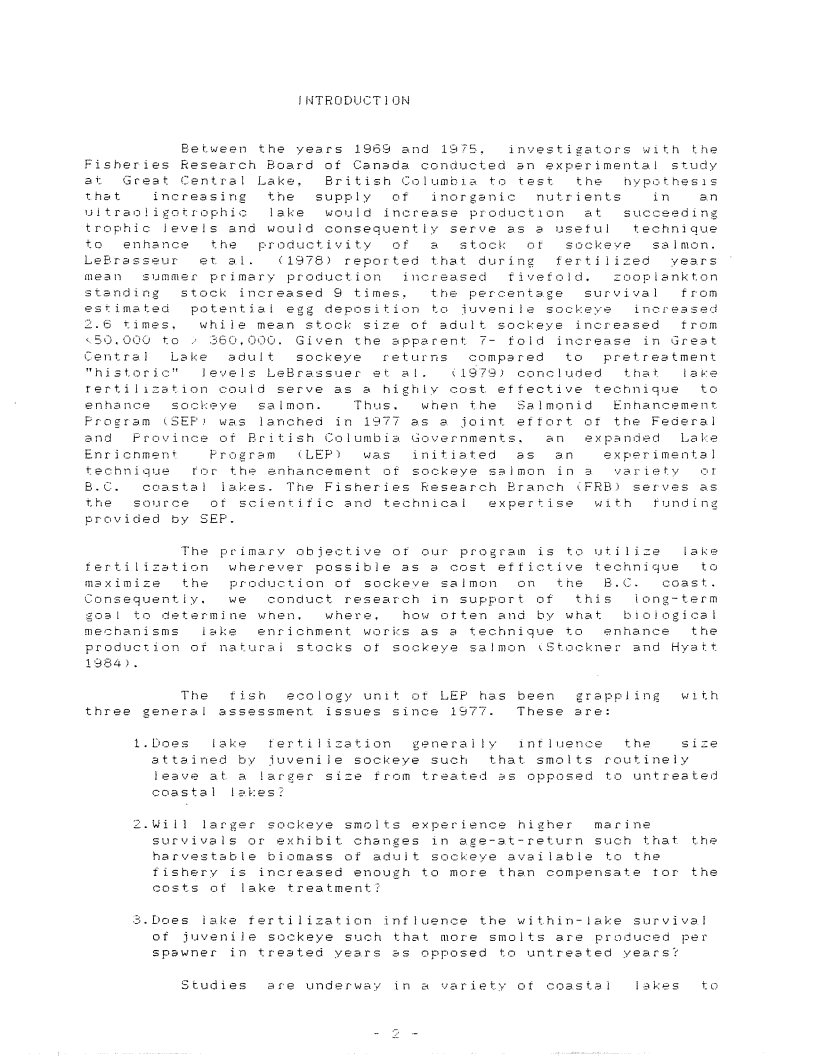 INTRODUCTION
Between the years 1969 and 1975, investigators with the
Fisheries Research Board of Canada conducted an experimental study
at Great Central Lake, British Columbia to test the hypothesis
that increasing the supply of inorganic nutrients in an
ultraoligotrophic lake would increase production at succeeding
trophic levels and would consequently serve as a useful technique
to enhance the productivity of a stock of sockeye salmon.
LeBrasseur et al. (1978) reported that during fertilized years
mean summer primary production increased fivefold, zooplankton
standing stock increased 9 times, the percentage survival from
estimated potential egg deposition to juvenile sockeye increased
2.6 times, while mean stock size of adult sockeye increased from
<50,000 to > 360,000. Given the apparent 7- fold increase in Great
Central Lake adult sockeye returns compared to pretreatment
"historic" levels LeBrassuer et al. (1979) concluded that lake
fertilization could serve as a highly cost effective technique to
enhance sockeye salmon. Thus, when the Salmonid Enhancement
Program (SEP) was lanched in 1977 as a joint effort of the Federal
and Province of British Columbia Governments, an expanded Lake
Enrichment Program (LEP) was initiated as an experimental
technique for the enhancement of sockeye salmon in a variety of
B.C. coastal lakes. The Fisheries Research Branch (FRB) serves as
the source of scientific and technical expertise with funding
provided by SEP.
The primary objective of our program is to utilize lake
fertilization wherever possible as a cost effictive technique to
maximize the production of sockeye salmon on the B.C. coast.
Consequently, we conduct research in support of this long-term
goal to determine when, where, how often and by what biological
mechanisms lake enrichment works as a technique to enhance the
production of natural stocks of sockeye salmon (Stockner and Hyatt
1984).
The fish ecology unit of LEP has been grappling with
three general assessment issues since 1977. These are:
1.Does lake fertilization generally influence the size
attained by juvenile sockeye such that smolts routinely
leave at a larger size from treated as opposed to untreated
coastal lakes?
2.Will larger sockeye smolts experience higher marine
survivals or exhibit changes in age-at-return such that the
harvestable biomass of adult sockeye available to the
fishery is increased enough to more than compensate for the
costs of lake treatment?
3.Does lake fertilization influence the within-lake survival
of juvenile sockeye such that more smolts are produced per
spawner in treated years as opposed to untreated years?
Studies are underway in a variety of coastal lakes to
- 2 -